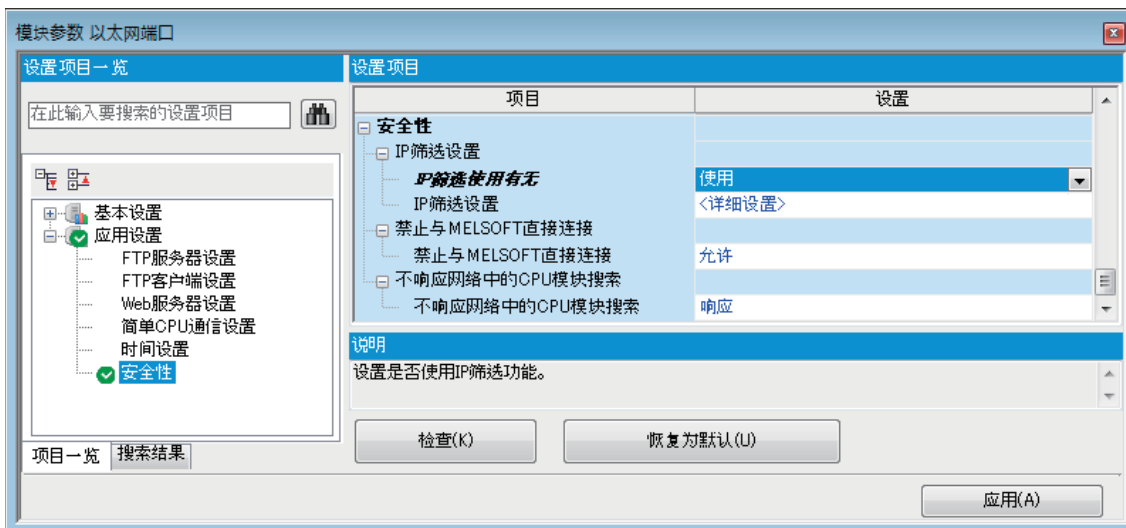 模块参数 以太网端口
设置项目一览
在此输入要搜索的设置项目
基本设置
应用设置
FTP服务器设置
FTP客户端设置
Web服务器设置
简单CPU通信设置
时间设置
安全性
项目一览 搜索结果
设置项目
项目 设置
安全性
IP筛选设置
IP筛选使用有无 使用
IP筛选设置 <详细设置>
禁止与MELSOFT直接连接
禁止与MELSOFT直接连接 允许
不响应网络中的CPU模块搜索
不响应网络中的CPU模块搜索 响应
说明
设置是否使用IP筛选功能。
检查(K) 恢复为默认(U)
应用(A)